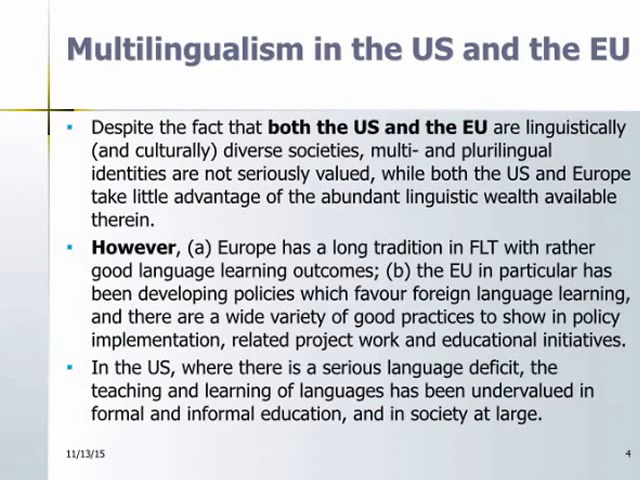 Multilingualism in the US and the EU
▪ Despite the fact that both the US and the EU are linguistically
(and culturally) diverse societies, multi- and plurilingual
identities are not seriously valued, while both the US and Europe
take little advantage of the abundant linguistic wealth available
therein.
▪ However, (a) Europe has a long tradition in FLT with rather
good language learning outcomes; (b) the EU in particular has
been developing policies which favour foreign language learning,
and there are a wide variety of good practices to show in policy
implementation, related project work and educational initiatives.
▪ In the US, where there is a serious language deficit, the
teaching and learning of languages has been undervalued in
formal and informal education, and in society at large.
11/13/15
4